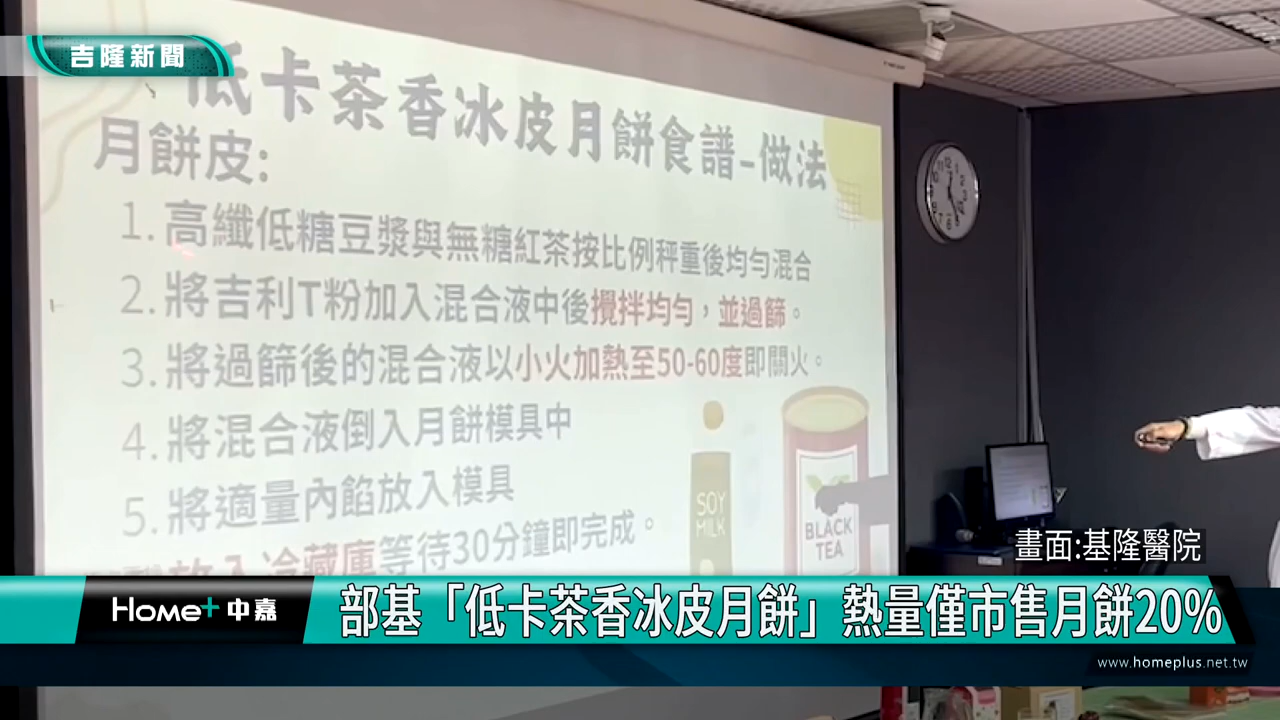 吉隆新聞
低卡茶香冰皮月餅食譜-做法
月餅皮:
1. 高纖低糖豆漿與無糖紅茶按比例秤重後均勻混合
2. 將吉利T粉加入混合液中後攪拌均勻，並過篩。
3. 將過篩後的混合液以小火加熱至50-60度即關火。
4. 將混合液倒入月餅模具中
5. 將適量內餡放入模具
放入冷藏庫等待30分鐘即完成。
SOY
MILK
BLACK
TEA
畫面:基隆醫院
Home+ 中嘉
部基「低卡茶香冰皮月餅」熱量僅市售月餅20%
www.homeplus.net.tw